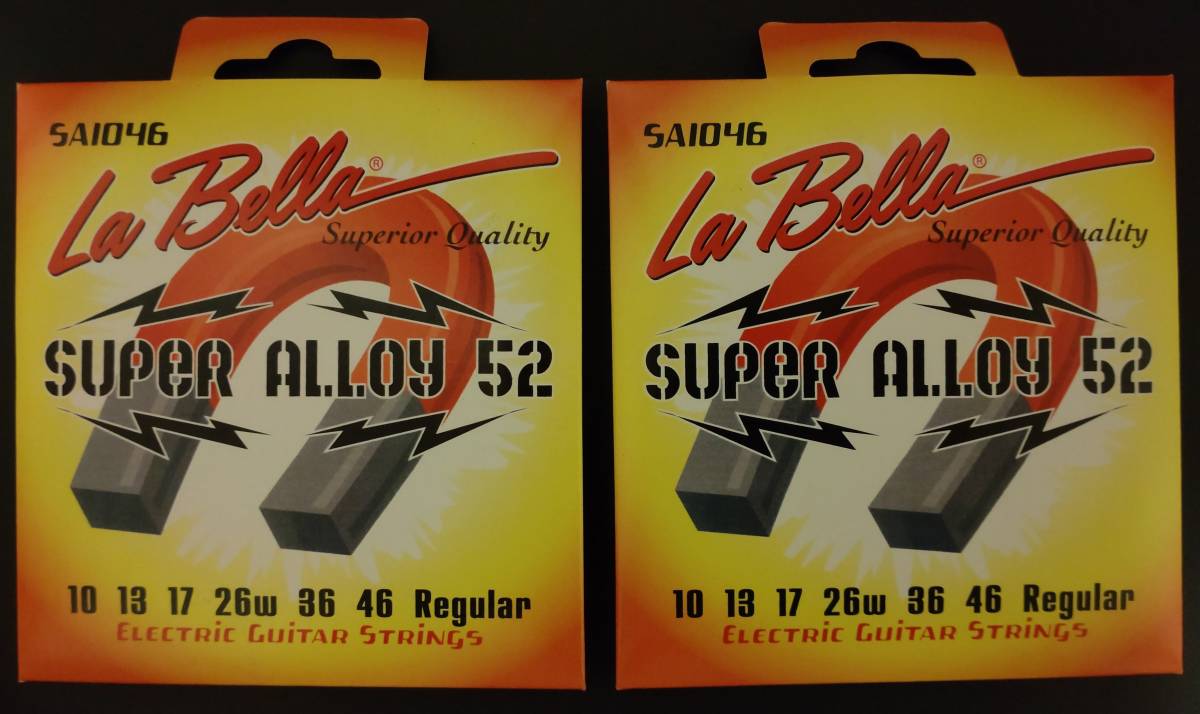 SA1046
La Bella®
Superior Quality
SUPER ALLOY 52
10 13 17 26w 36 46 Regular
ELECTRIC GUITAR STRINGS
SA1046
La Bella®
Superior Quality
SUPER ALLOY 52
10 13 17 26w 36 46 Regular
ELECTRIC GUITAR STRINGS